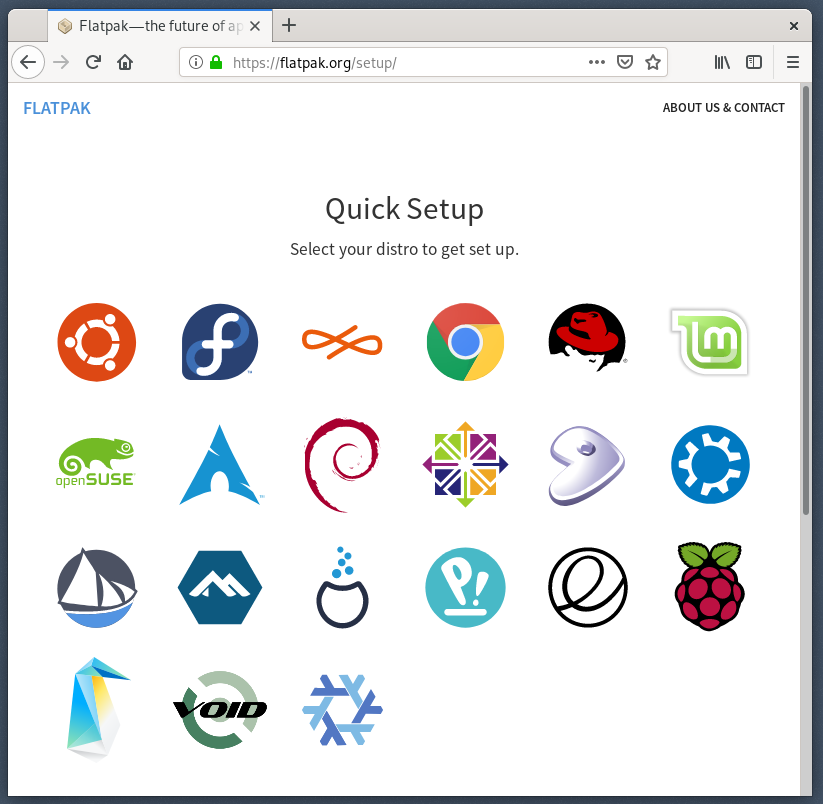 Flatpak—the future of ap
https://flatpak.org/setup/
FLATPAK
ABOUT US & CONTACT
Quick Setup
Select your distro to get set up.
openSUSE
P!
VOID